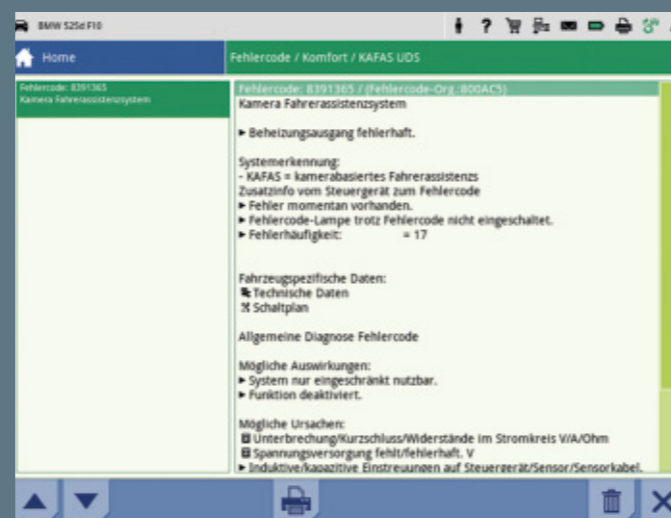 BMW 525d F10
?
Home
Fehlercode / Komfort / KAFAS UDS
Fehlercode: 8391365
Kamera Fahrerassistenzsystem
Fehlercode: 8391365 / (Fehlercode-Org.:800AC5)
Kamera Fahrerassistenzsystem
► Beheizungsausgang fehlerhaft.
Systemerkennung:
- KAFAS = kamerabasiertes Fahrerassistenzs
Zusatzinfo vom Steuergerät zum Fehlercode
► Fehler momentan vorhanden.
► Fehlercode-Lampe trotz Fehlercode nicht eingeschaltet.
► Fehlerhäufigkeit: = 17
Fahrzeugspezifische Daten:
Technische Daten
Schaltplan
Allgemeine Diagnose Fehlercode
Mögliche Auswirkungen:
► System nur eingeschränkt nutzbar.
► Funktion deaktiviert.
Mögliche Ursachen:
Unterbrechung/Kurzschluss/Widerstände im Stromkreis V/A/Ohm
Spannungsversorgung fehlt/fehlerhaft. V
► Induktive/kapazitive Einstreuungen auf Steuergerät/Sensor/Sensorkabel.